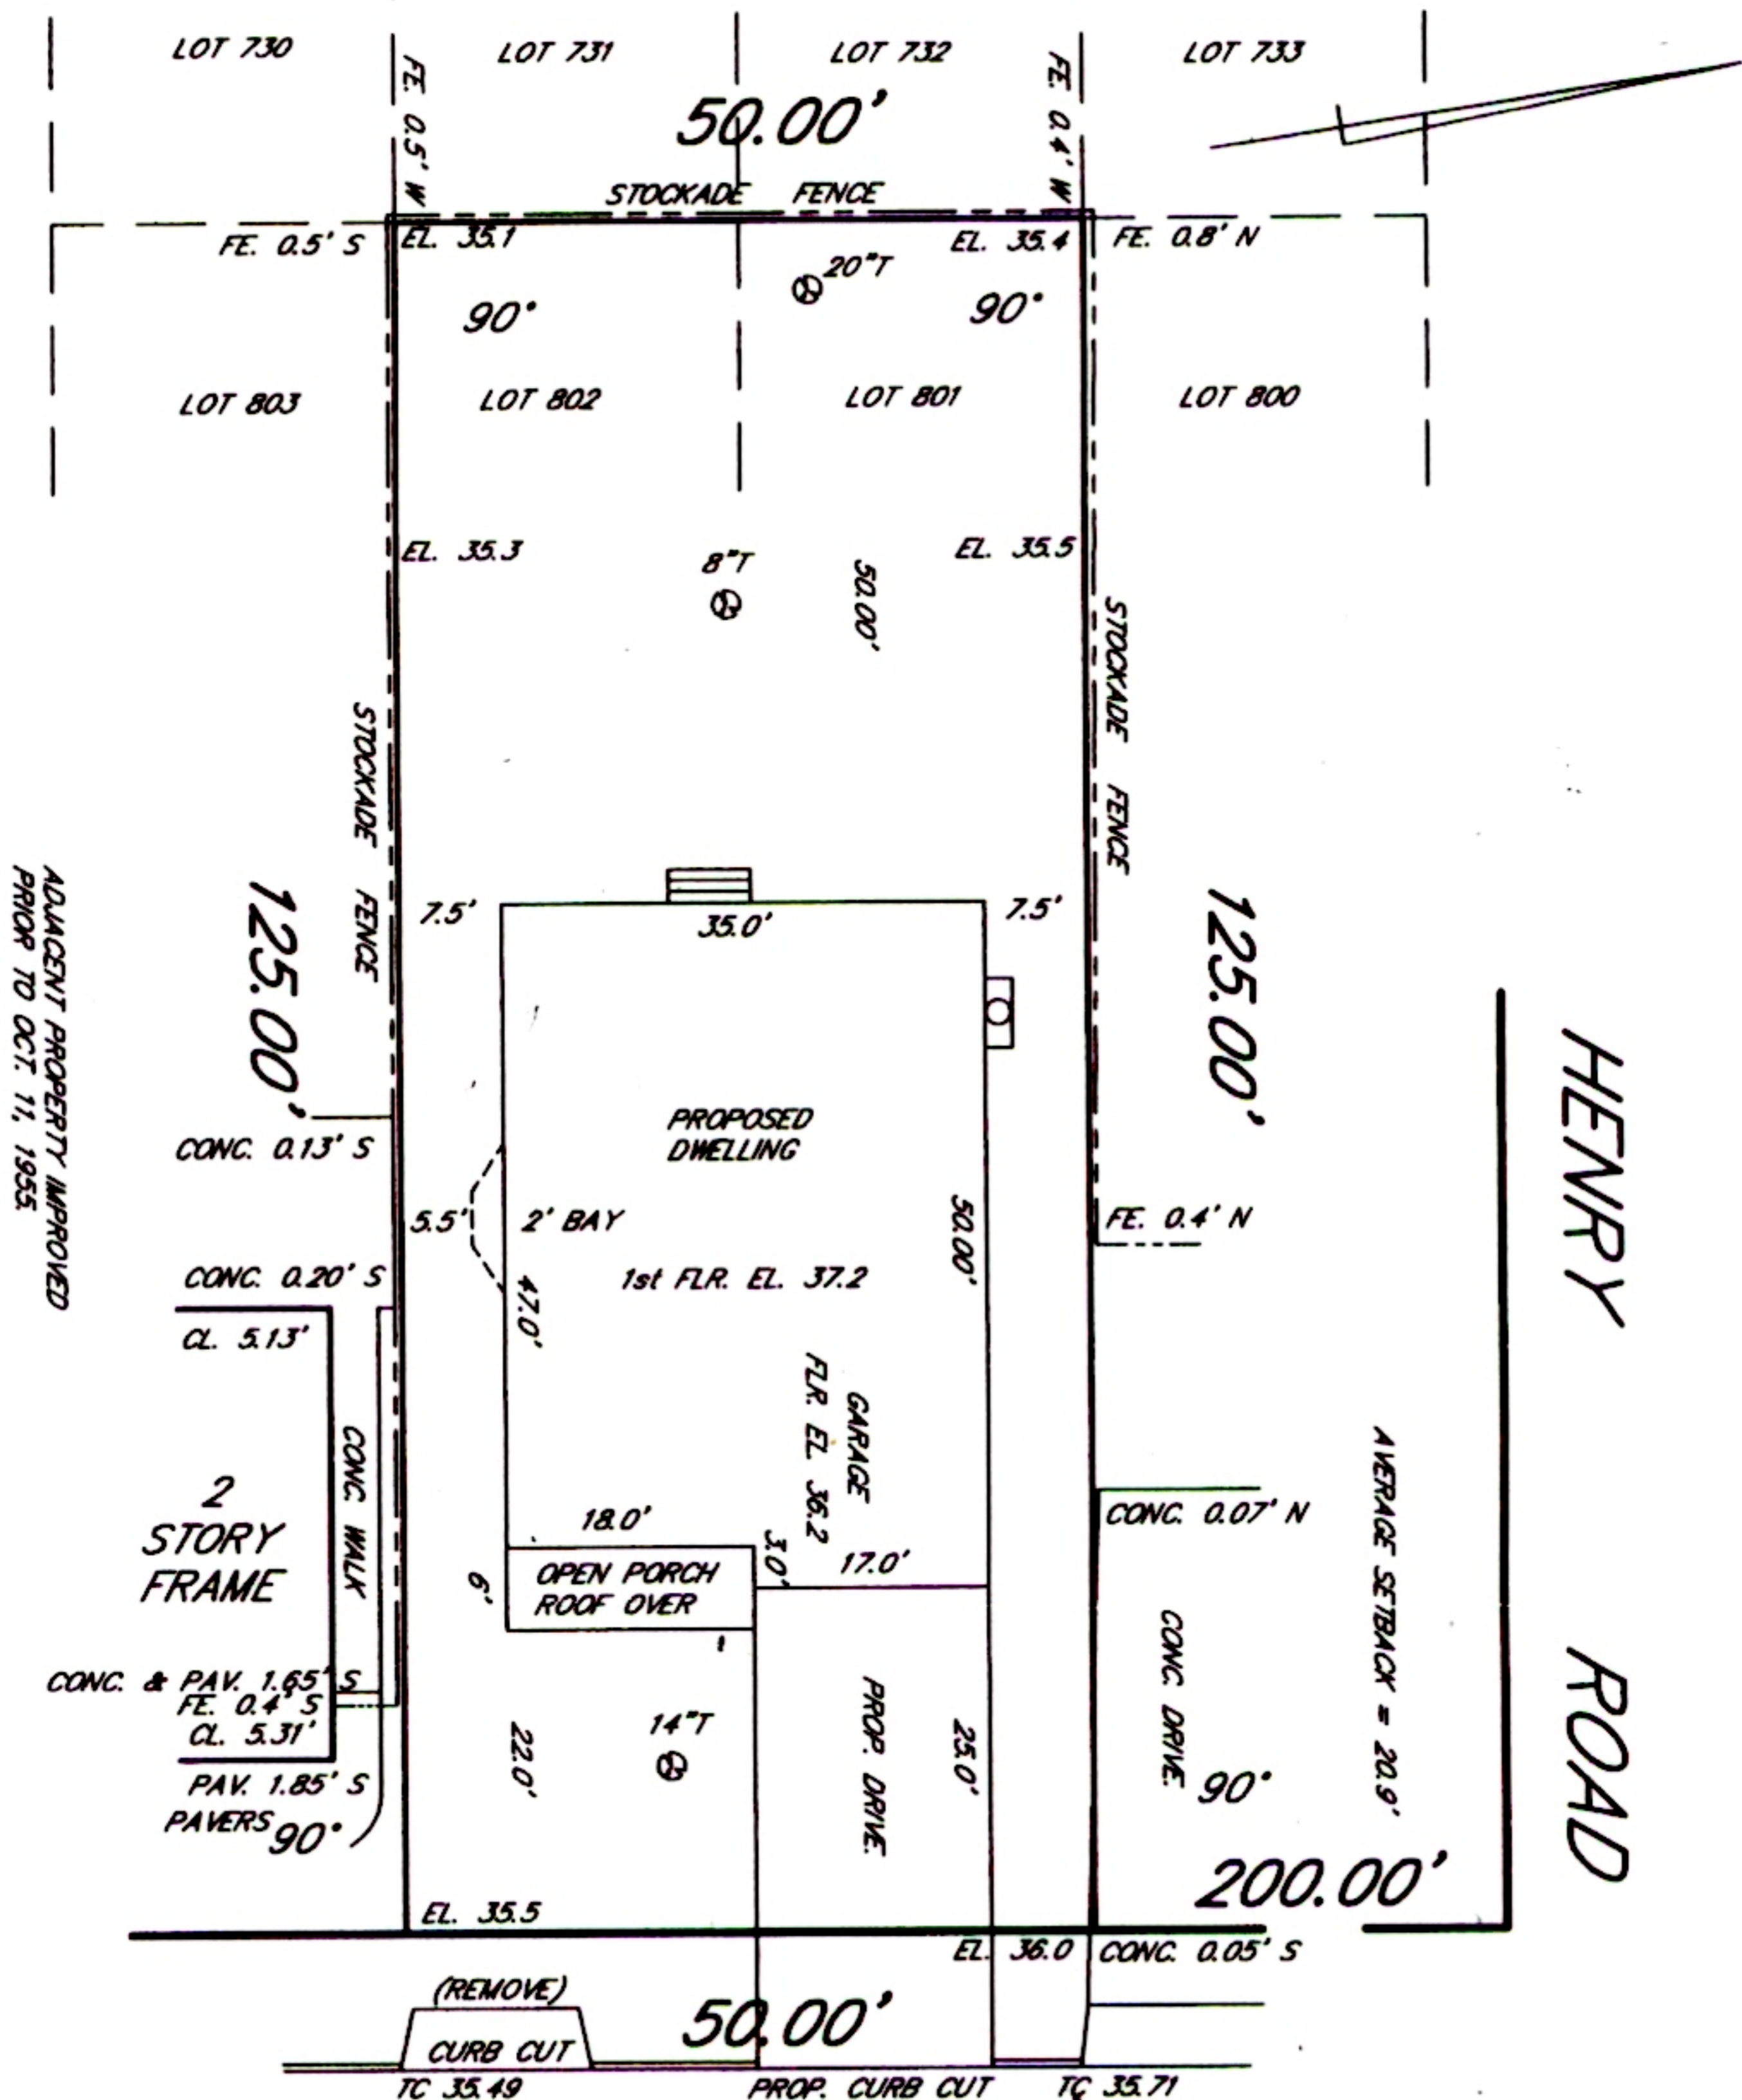 LOT 730
LOT 731
LOT 732
LOT 733
FE. 0.5' W
50.00'
FE. 0.4' W
STOCKADE FENCE
FE. 0.5' S
EL. 35.1
EL. 35.4
FE. 0.8' N
20"T
90°
90°
LOT 803
LOT 802
LOT 801
LOT 800
EL. 35.3
8"T
50.00'
EL. 35.5
STOCKADE FENCE
STOCKADE FENCE
7.5'
35.0'
7.5'
125.00'
125.00'
ADJACENT PROPERTY IMPROVED
PRIOR TO OCT. 11, 1955.
HENRY ROAD
CONC. 0.13' S
PROPOSED
DWELLING
5.5'
2' BAY
50.00'
FE. 0.4' N
CONC. 0.20' S
47.0'
1st FLR. EL. 37.2
CL. 5.13'
GARAGE
FLR. EL. 36.2
AVERAGE SETBACK = 20.9'
CONC. WALK
2
STORY
FRAME
18.0'
3.0'
17.0'
CONC. 0.07' N
6'
OPEN PORCH
ROOF OVER
CONC. DRIVE.
CONC. & PAV. 1.65' S
FE. 0.4' S
CL. 5.31'
22.0'
14"T
PROP. DRIVE.
25.0'
90°
PAV. 1.85' S
PAVERS
90°
200.00'
EL. 35.5
EL. 36.0
CONC. 0.05' S
(REMOVE)
50.00'
CURB CUT
TC 35.49
PROP. CURB CUT
TC 35.71